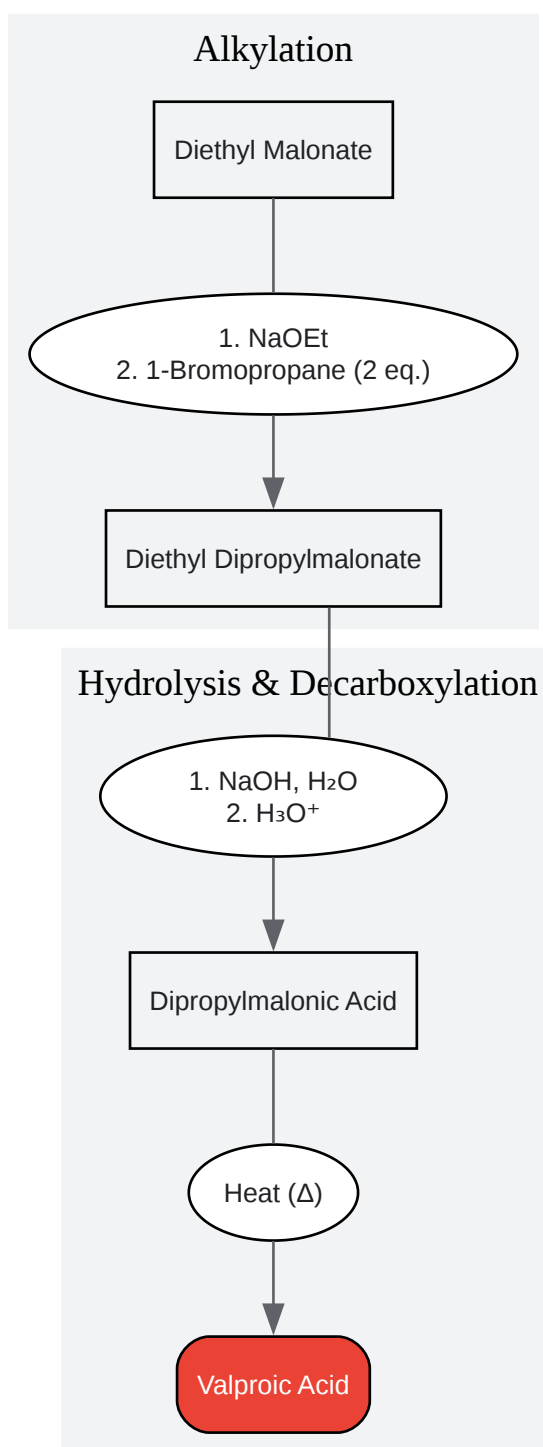 Alkylation
Diethyl Malonate
1. NaOEt
2. 1-Bromopropane (2 eq.)
Diethyl Dipropylmalonate
Hydrolysis & Decarboxylation
1. NaOH, H₂O
2. H₃O⁺
Dipropylmalonic Acid
Heat (Δ)
Valproic Acid